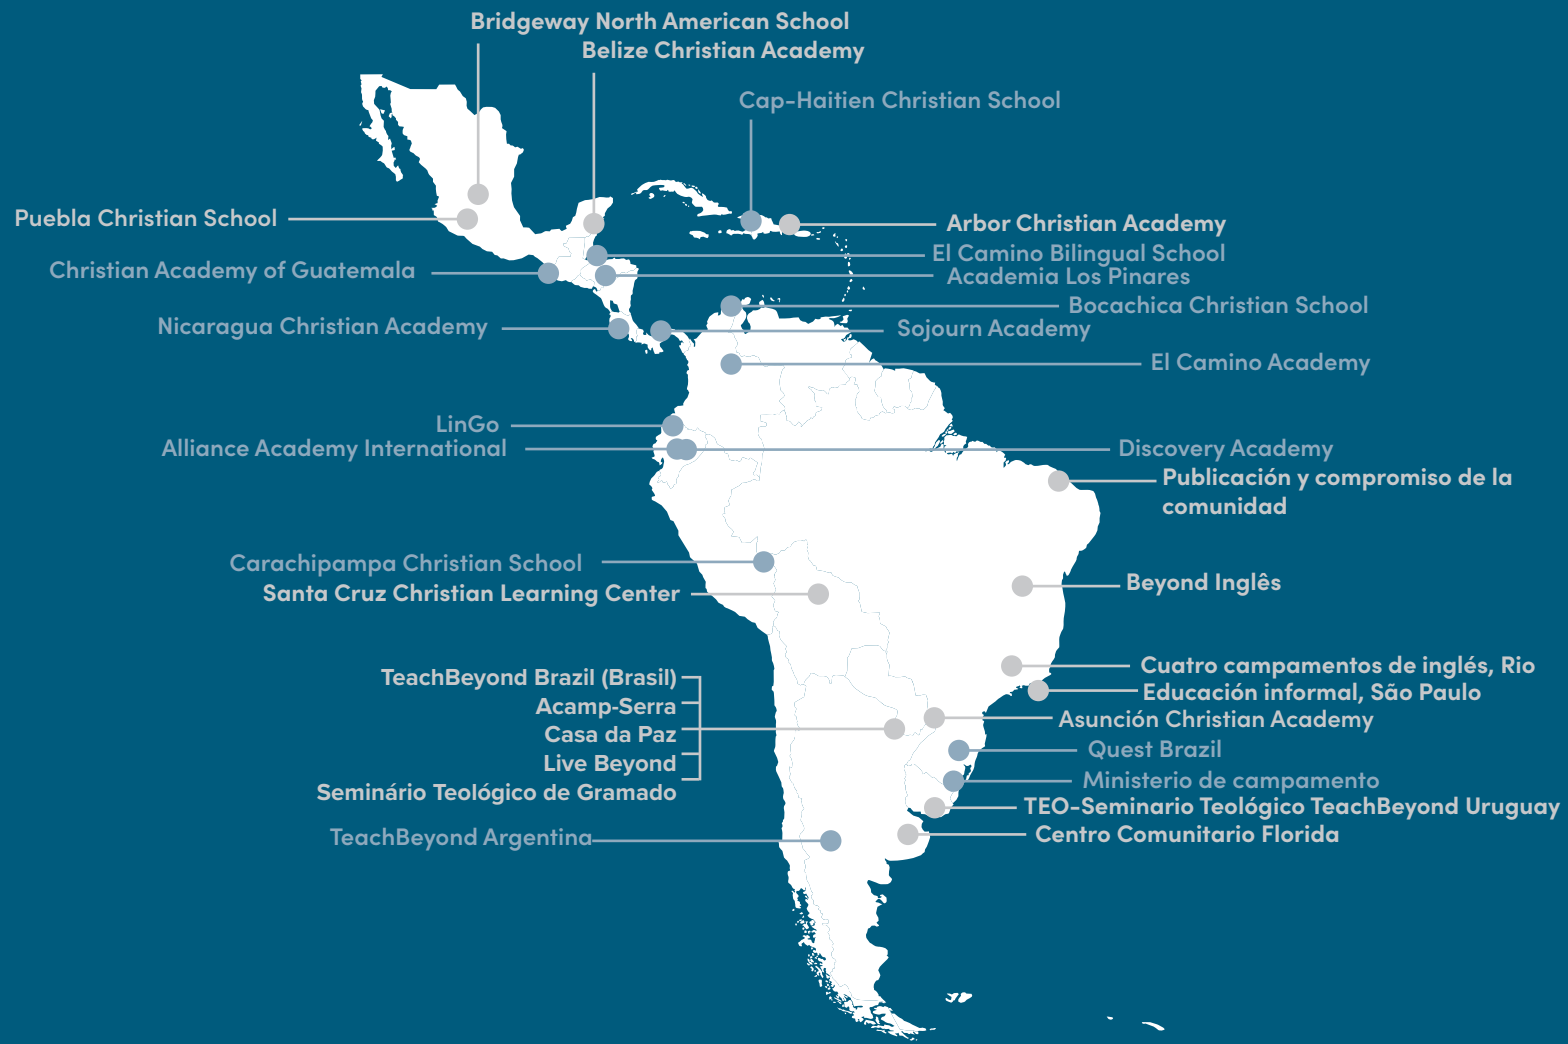 Bridgeway North American School
Belize Christian Academy
Cap-Haitien Christian School
Puebla Christian School
Arbor Christian Academy
El Camino Bilingual School
Christian Academy of Guatemala
Academia Los Pinares
Bocachica Christian School
Nicaragua Christian Academy
Sojourn Academy
El Camino Academy
LinGo
Alliance Academy International
Discovery Academy
Publicación y compromiso de la
comunidad
Carachipampa Christian School
Santa Cruz Christian Learning Center
Beyond Inglês
Cuatro campamentos de inglés, Rio
Educación informal, São Paulo
TeachBeyond Brazil (Brasil)
Acamp-Serra
Casa da Paz
Live Beyond
Seminário Teológico de Gramado
Asunción Christian Academy
Quest Brazil
Ministerio de campamento
TEO-Seminario Teológico TeachBeyond Uruguay
Centro Comunitario Florida
TeachBeyond Argentina